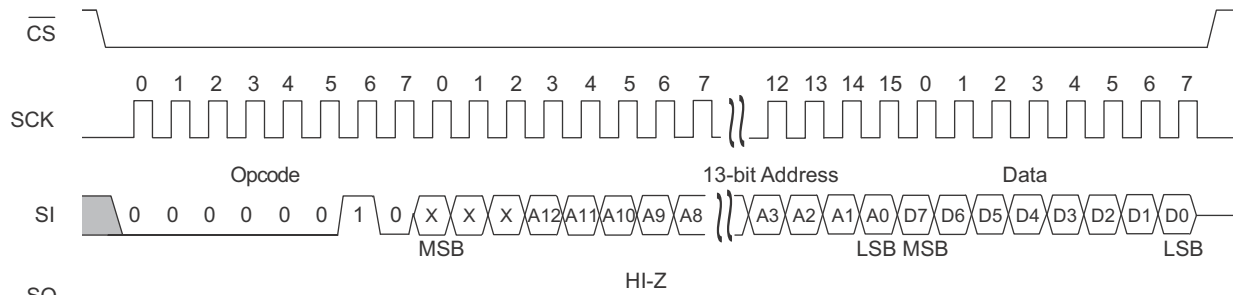 CS
0 1 2 3 4 5 6 7 0 1 2 3 4 5 6 7 12 13 14 15 0 1 2 3 4 5 6 7
SCK
Opcode 13-bit Address Data
SI 0 0 0 0 0 0 1 0 X X X A12 A11 A10 A9 A8 A3 A2 A1 A0 D7 D6 D5 D4 D3 D2 D1 D0
MSB LSB MSB LSB
HI-Z
SO